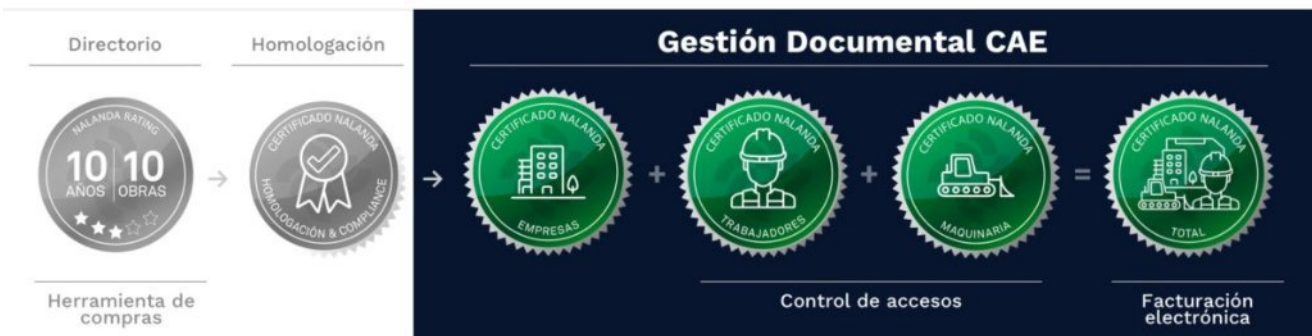 Directorio
Homologación
Gestión Documental CAE
NALANDA RATING
10 | 10
AÑOS | OBRAS
CERTIFICADO NALANDA
HOMOLOGACIÓN & COMPLIANCE
→
→
CERTIFICADO NALANDA
EMPRESAS
+
CERTIFICADO NALANDA
TRABAJADORES
+
CERTIFICADO NALANDA
MAQUINARIA
=
CERTIFICADO NALANDA
TOTAL
Herramienta de
compras
Control de accesos
Facturación
electrónica